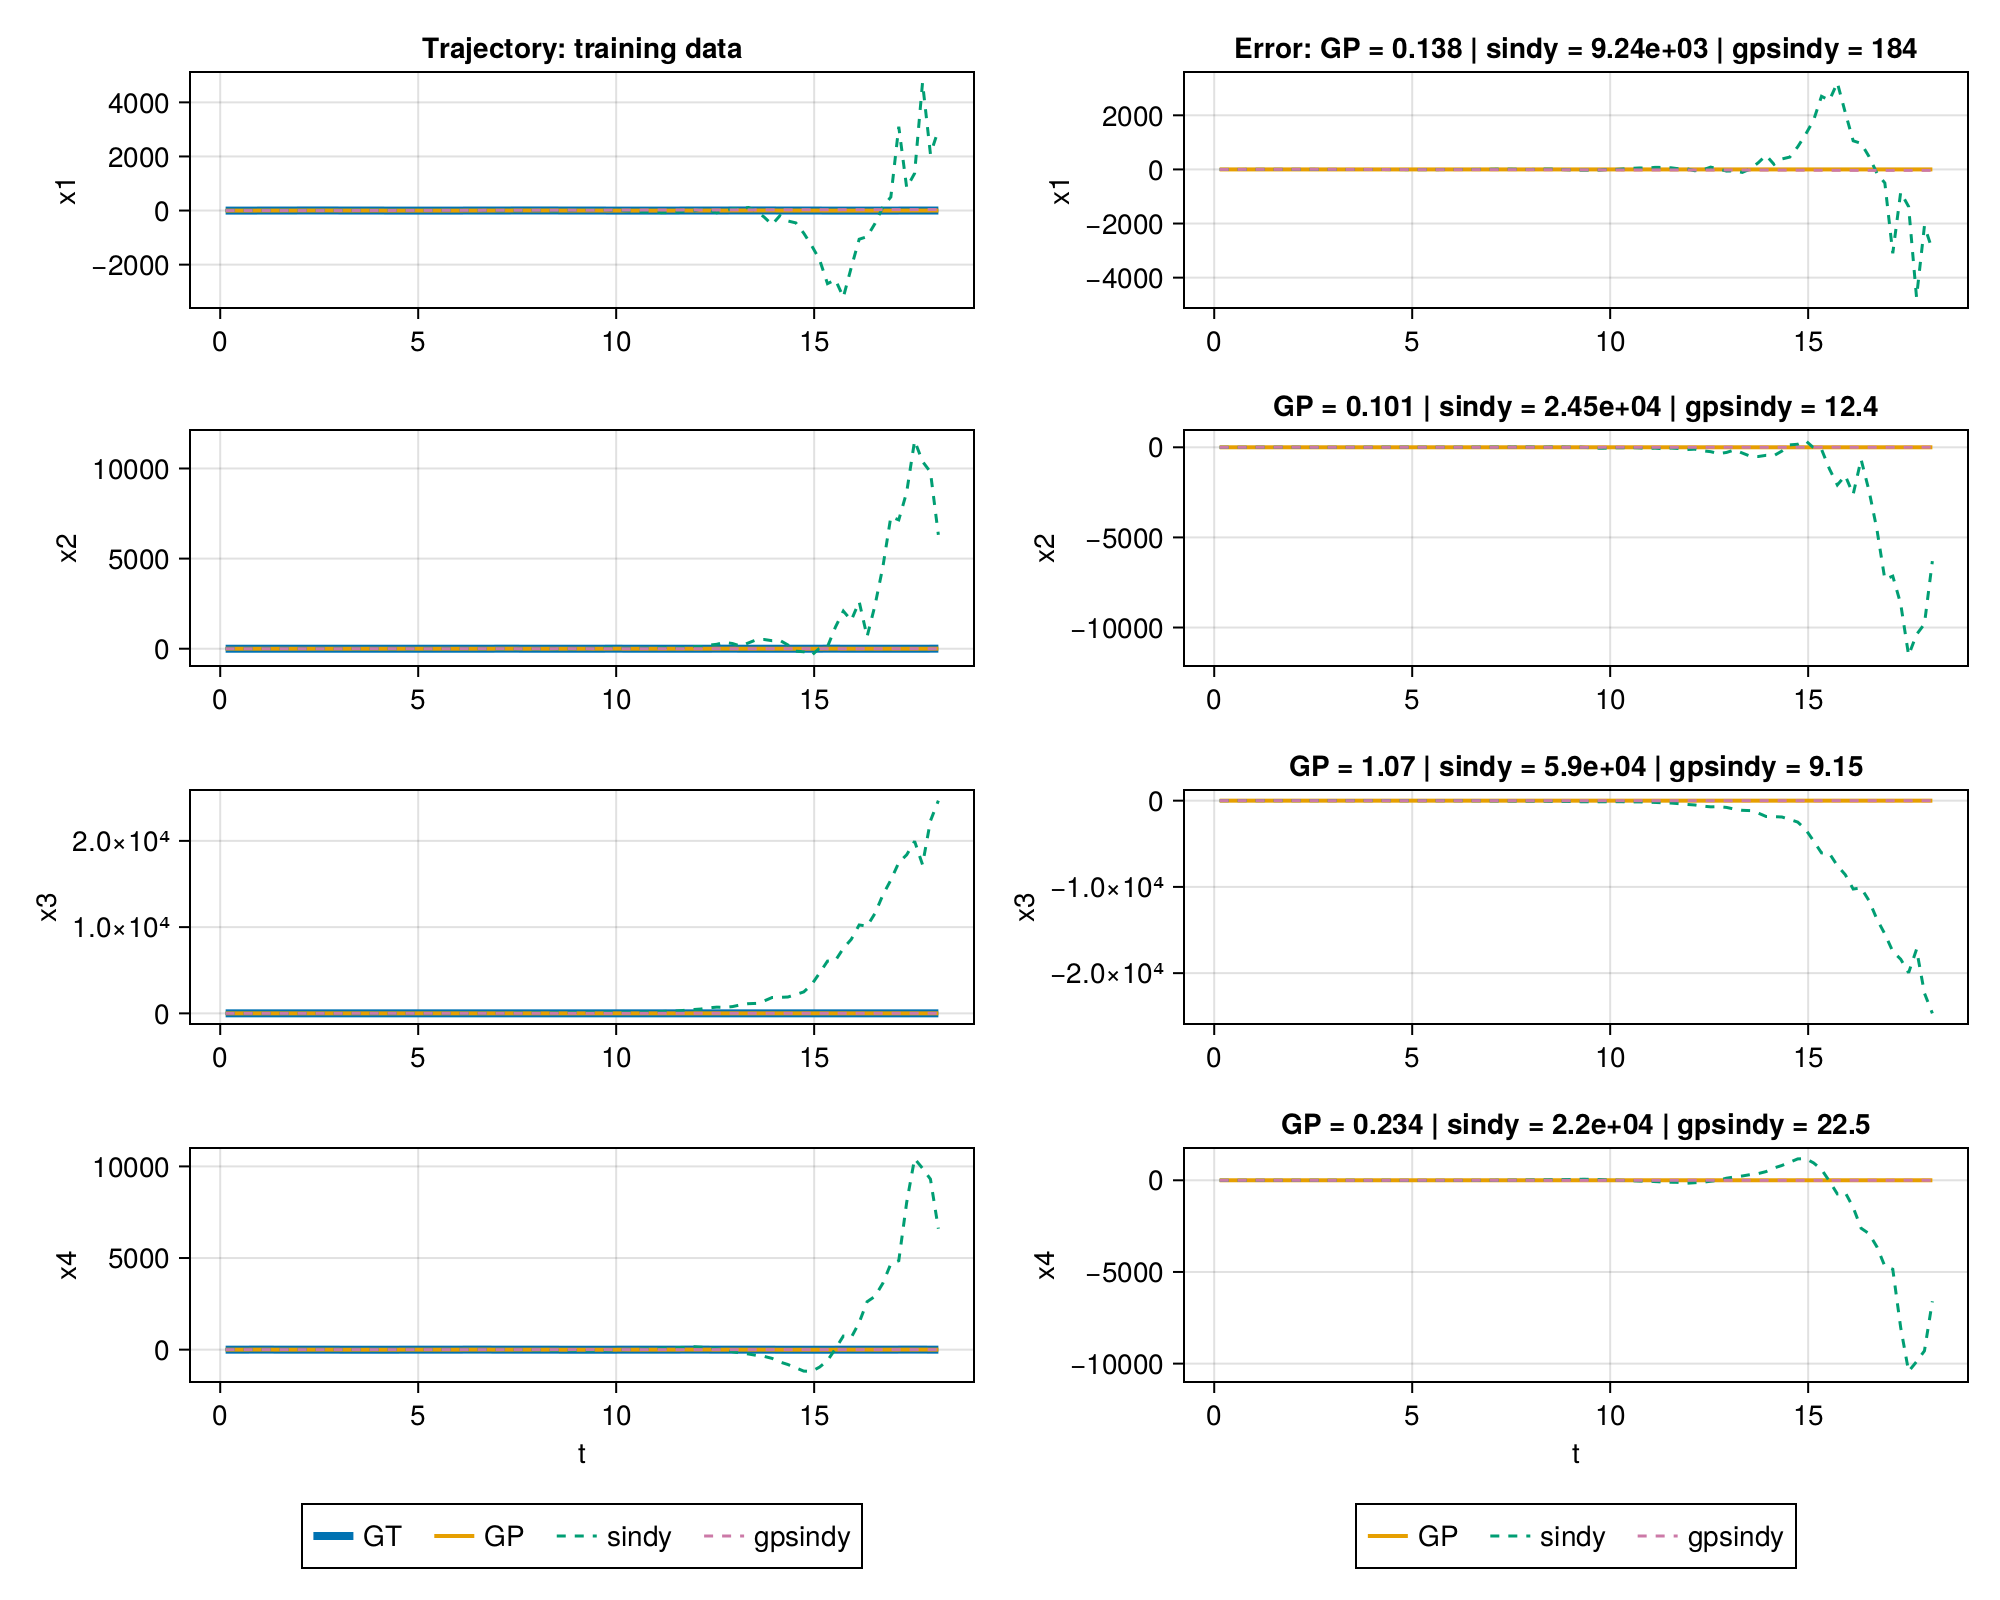 Trajectory: training data
4000
2000
0
−2000
x1
0 5 10 15
Error: GP = 0.138 | sindy = 9.24e+03 | gpsindy = 184
2000
0
−2000
−4000
x1
0 5 10 15
10000
5000
0
x2
0 5 10 15
GP = 0.101 | sindy = 2.45e+04 | gpsindy = 12.4
0
−5000
−10000
x2
0 5 10 15
2.0×10⁴
1.0×10⁴
0
x3
0 5 10 15
GP = 1.07 | sindy = 5.9e+04 | gpsindy = 9.15
0
−1.0×10⁴
−2.0×10⁴
x3
0 5 10 15
10000
5000
0
x4
0 5 10 15
t
GP = 0.234 | sindy = 2.2e+04 | gpsindy = 22.5
0
−5000
−10000
x4
0 5 10 15
t
GT GP sindy gpsindy
GP sindy gpsindy